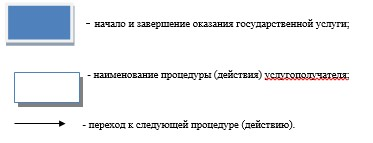 - начало и завершение оказания государственной услуги;
- наименование процедуры (действия) услугополучателя;
- переход к следующей процедуре (действию).